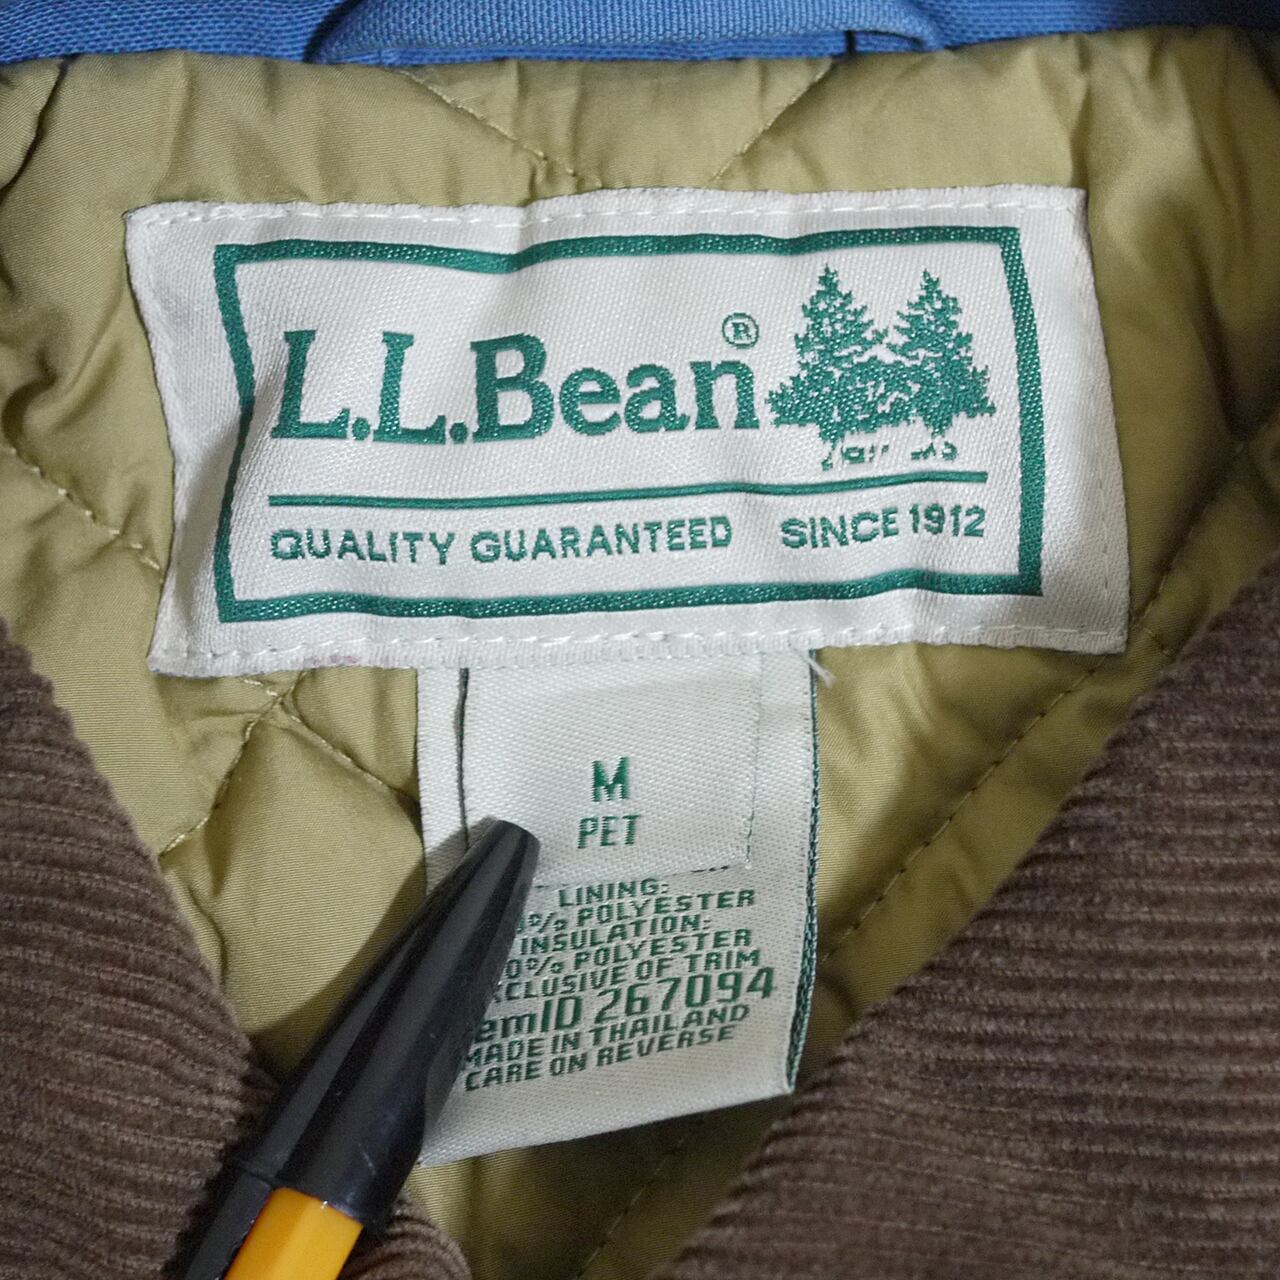 L.L.Bean®
QUALITY GUARANTEED SINCE 1912
M
PET
LINING:
POLYESTER
INSULATION:
POLYESTER
OF TRIM
267094
MADE IN THAILAND
CARE ON REVERSE